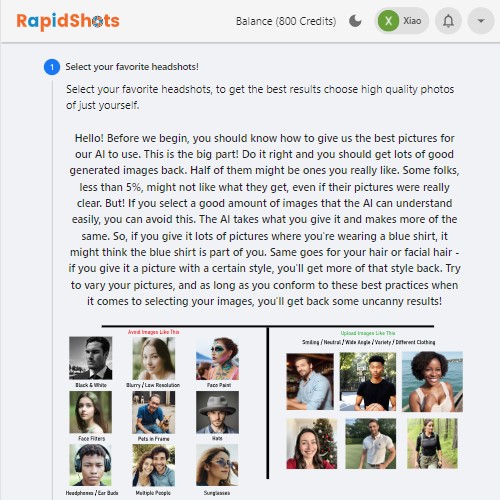 RapidShots
Balance (800 Credits)
X
Xiao
1
Select your favorite headshots!
Select your favorite headshots, to get the best results choose high quality photos
of just yourself.
Hello! Before we begin, you should know how to give us the best pictures for
our AI to use. This is the big part! Do it right and you should get lots of good
generated images back. Half of them might be ones you really like. Some folks,
less than 5%, might not like what they get, even if their pictures were really
clear. But! If you select a good amount of images that the AI can understand
easily, you can avoid this. The AI takes what you give it and makes more of the
same. So, if you give it lots of pictures where you're wearing a blue shirt, it
might think the blue shirt is part of you. Same goes for your hair or facial hair -
if you give it a picture with a certain style, you'll get more of that style back. Try
to vary your pictures, and as long as you conform to these best practices when
it comes to selecting your images, you'll get back some uncanny results!
Avoid Images Like This
Black & White
Blurry / Low Resolution
Face Paint
Face Filters
Pets in Frame
Hats
Headphones / Ear Buds
Multiple People
Sunglasses
Upload Images Like This
Smiling / Neutral / Wide Angle / Variety / Different Clothing